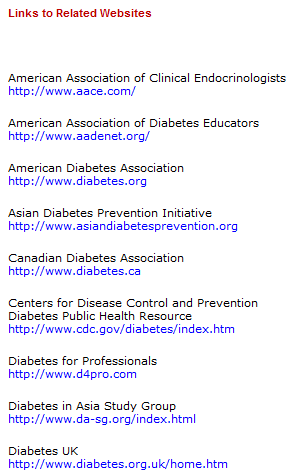 Links to Related Websites
American Association of Clinical Endocrinologists
http://www.aace.com/
American Association of Diabetes Educators
http://www.aadenet.org/
American Diabetes Association
http://www.diabetes.org
Asian Diabetes Prevention Initiative
http://www.asiandiabetesprevention.org
Canadian Diabetes Association
http://www.diabetes.ca
Centers for Disease Control and Prevention
Diabetes Public Health Resource
http://www.cdc.gov/diabetes/index.htm
Diabetes for Professionals
http://www.d4pro.com
Diabetes in Asia Study Group
http://www.da-sg.org/index.html
Diabetes UK
http://www.diabetes.org.uk/home.htm